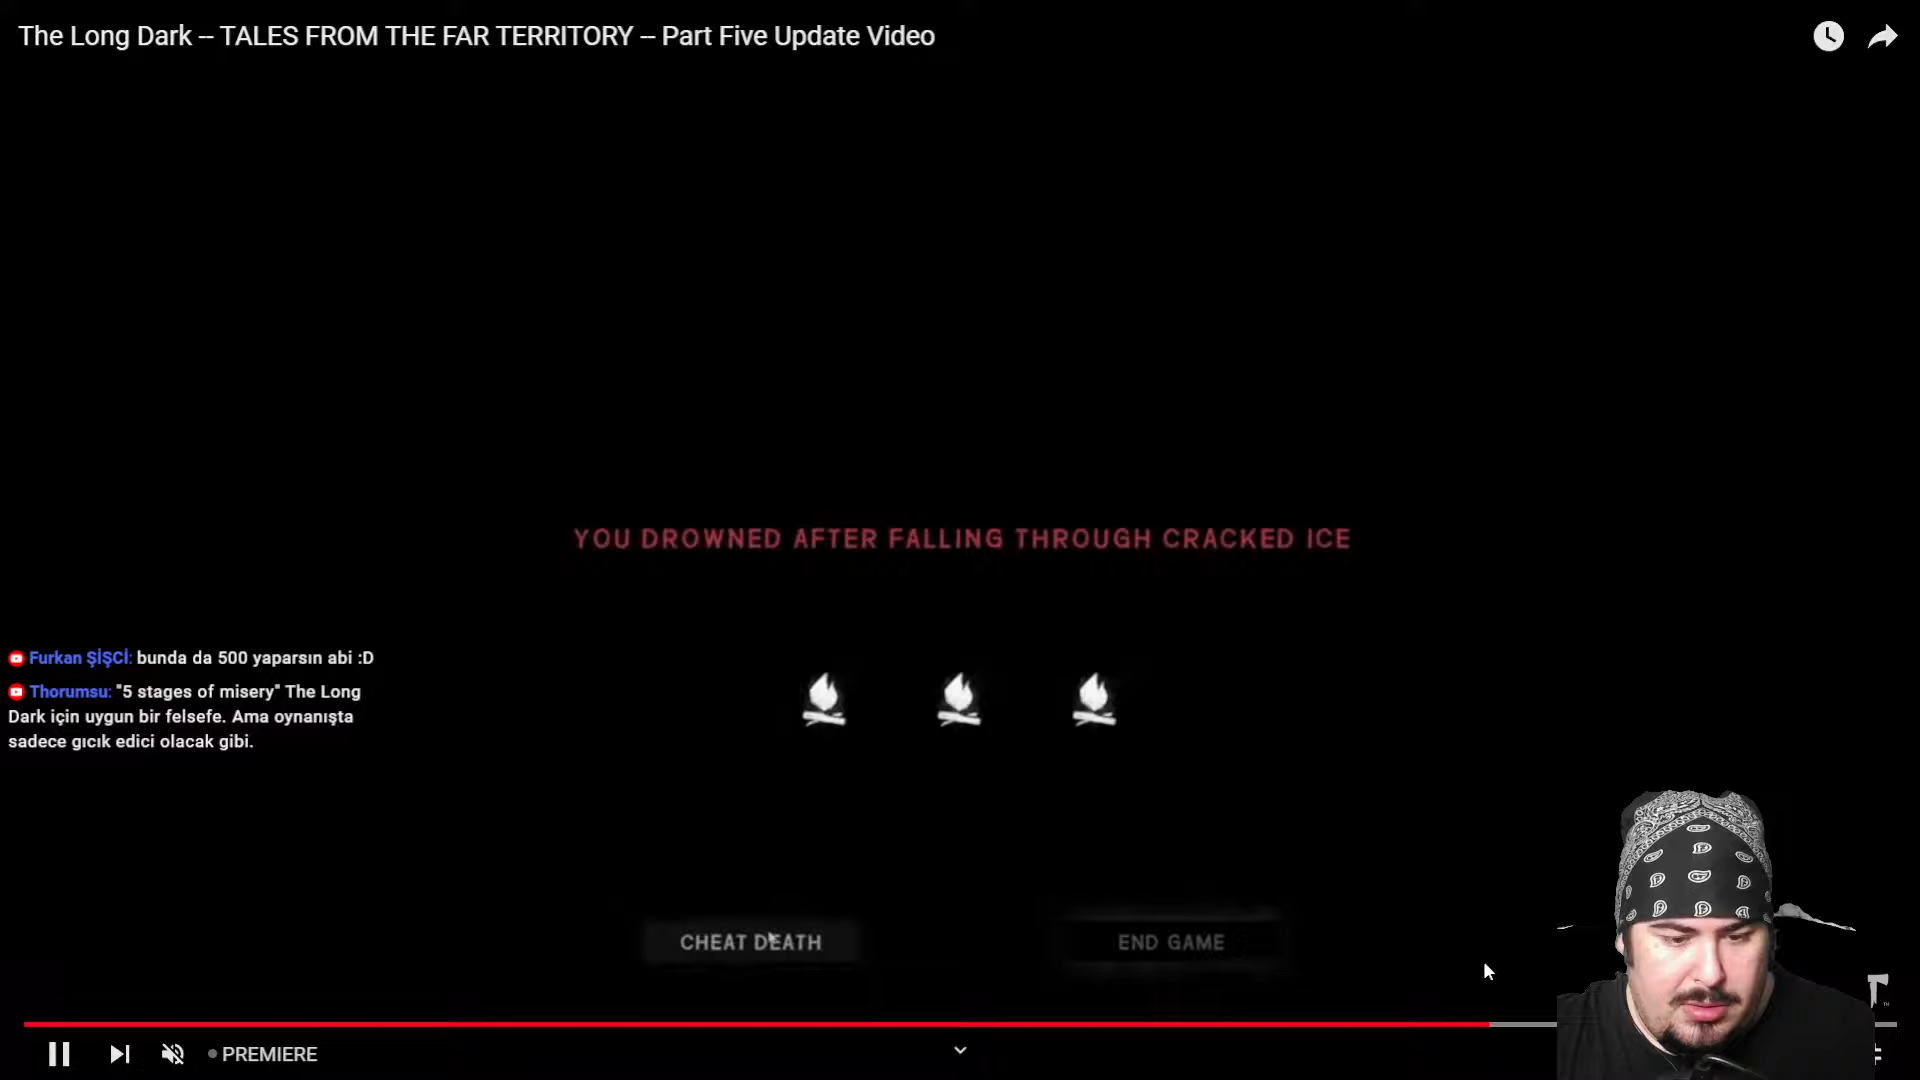 The Long Dark -- TALES FROM THE FAR TERRITORY -- Part Five Update Video
YOU DROWNED AFTER FALLING THROUGH CRACKED ICE
Furkan ŞİŞCİ: bunda da 500 yaparsın abi :D
Thorumsu: "5 stages of misery" The Long
Dark için uygun bir felsefe. Ama oynanışta
sadece gıcık edici olacak gibi.
CHEAT DEATH
END GAME
PREMIERE